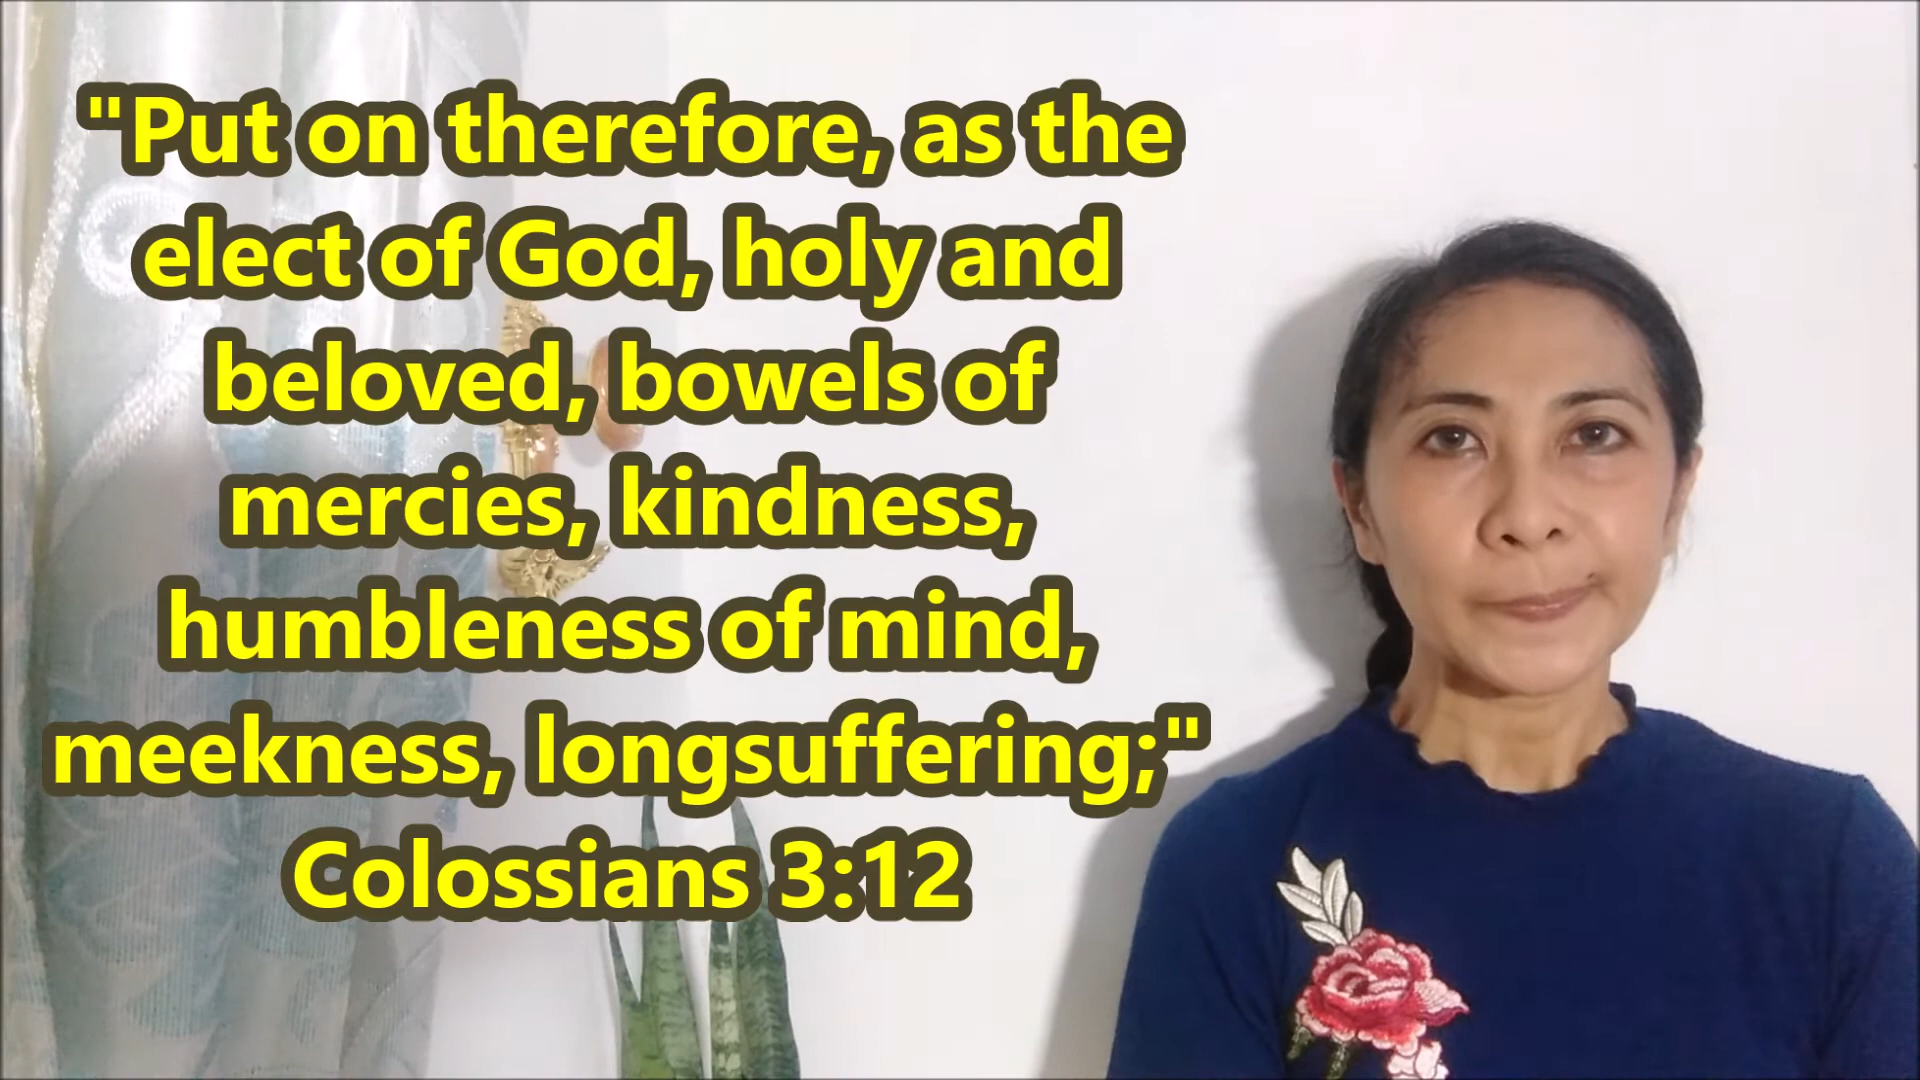 "Put on therefore, as the
elect of God, holy and
beloved, bowels of
mercies, kindness,
humbleness of mind,
meekness, longsuffering;"
Colossians 3:12